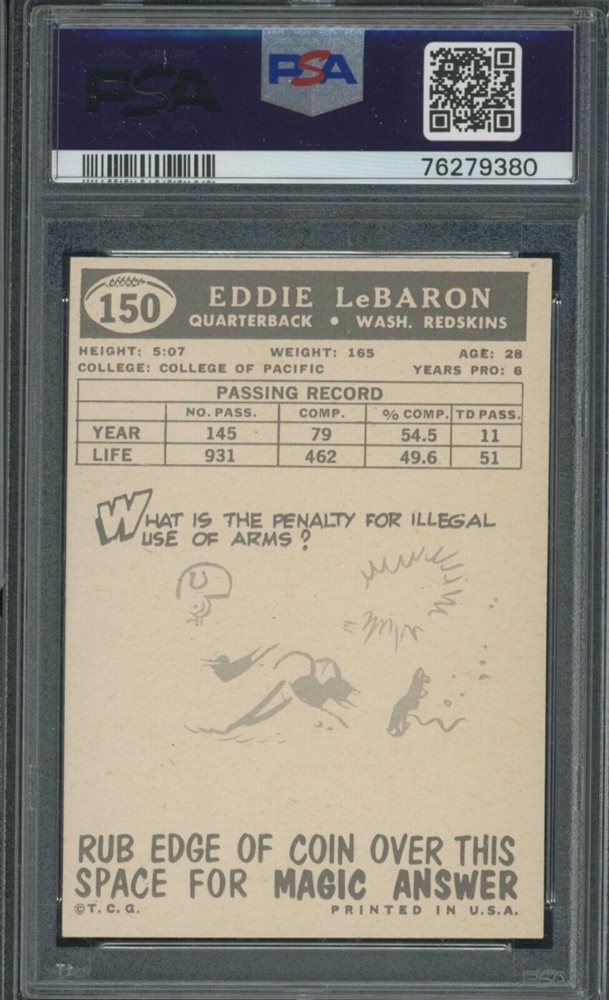 PSA
PSA
76279380
150
EDDIE LeBARON
QUARTERBACK • WASH. REDSKINS
HEIGHT: 5:07 WEIGHT: 165 AGE: 28
COLLEGE: COLLEGE OF PACIFIC YEARS PRO: 6
PASSING RECORD
NO. PASS. COMP. % COMP. TD PASS.
YEAR 145 79 54.5 11
LIFE 931 462 49.6 51
WHAT IS THE PENALTY FOR ILLEGAL
USE OF ARMS?
RUB EDGE OF COIN OVER THIS
SPACE FOR MAGIC ANSWER
©T.C.G. PRINTED IN U.S.A.
PSA